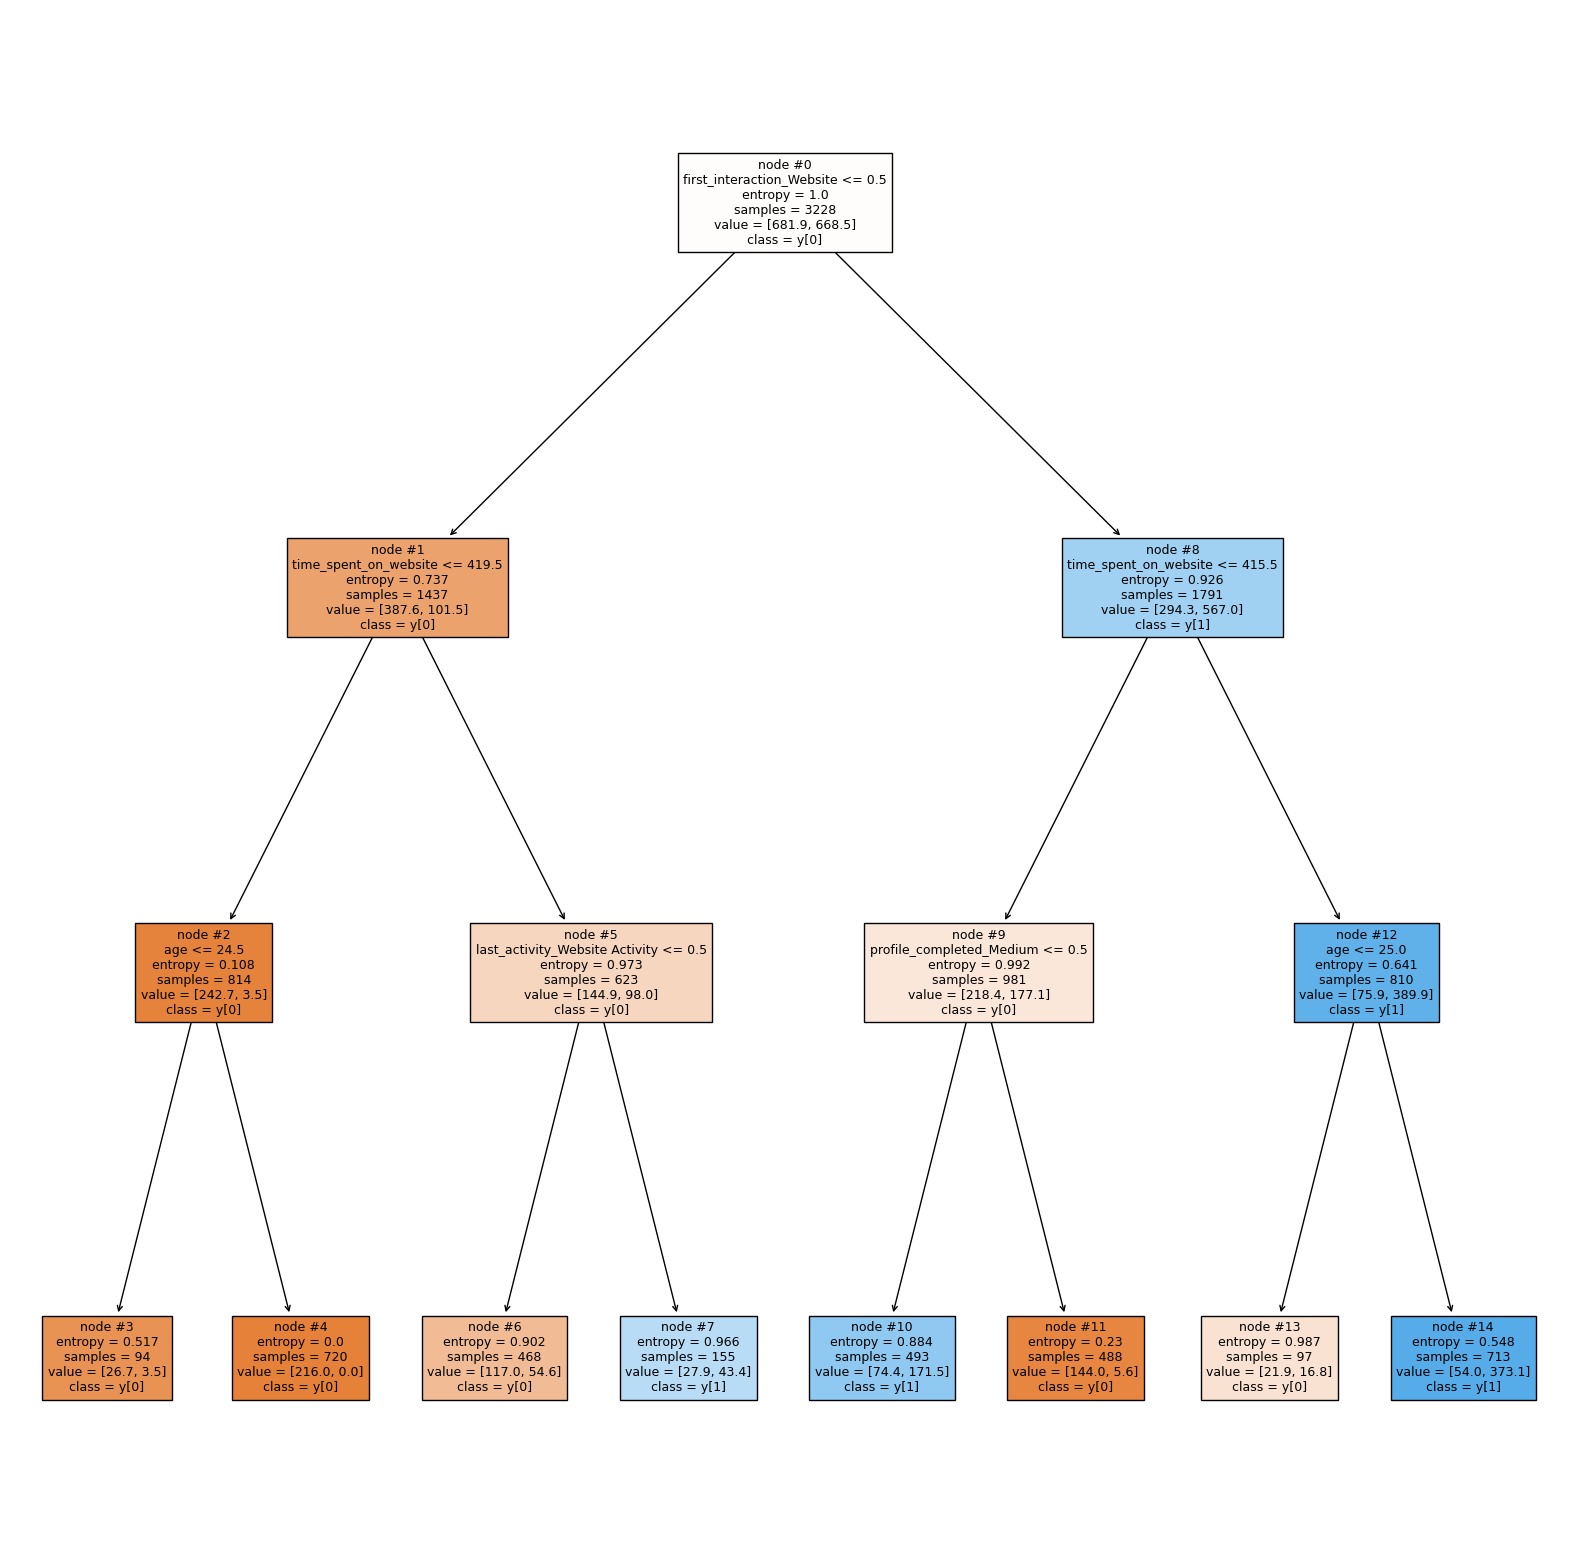 node #0
first_interaction_Website <= 0.5
entropy = 1.0
samples = 3228
value = [681.9, 668.5]
class = y[0]
node #1
time_spent_on_website <= 419.5
entropy = 0.737
samples = 1437
value = [387.6, 101.5]
class = y[0]
node #8
time_spent_on_website <= 415.5
entropy = 0.926
samples = 1791
value = [294.3, 567.0]
class = y[1]
node #2
age <= 24.5
entropy = 0.108
samples = 814
value = [242.7, 3.5]
class = y[0]
node #5
last_activity_Website Activity <= 0.5
entropy = 0.973
samples = 623
value = [144.9, 98.0]
class = y[0]
node #9
profile_completed_Medium <= 0.5
entropy = 0.992
samples = 981
value = [218.4, 177.1]
class = y[0]
node #12
age <= 25.0
entropy = 0.641
samples = 810
value = [75.9, 389.9]
class = y[1]
node #3
entropy = 0.517
samples = 94
value = [26.7, 3.5]
class = y[0]
node #4
entropy = 0.0
samples = 720
value = [216.0, 0.0]
class = y[0]
node #6
entropy = 0.902
samples = 468
value = [117.0, 54.6]
class = y[0]
node #7
entropy = 0.966
samples = 155
value = [27.9, 43.4]
class = y[1]
node #10
entropy = 0.884
samples = 493
value = [74.4, 171.5]
class = y[1]
node #11
entropy = 0.23
samples = 488
value = [144.0, 5.6]
class = y[0]
node #13
entropy = 0.987
samples = 97
value = [21.9, 16.8]
class = y[0]
node #14
entropy = 0.548
samples = 713
value = [54.0, 373.1]
class = y[1]